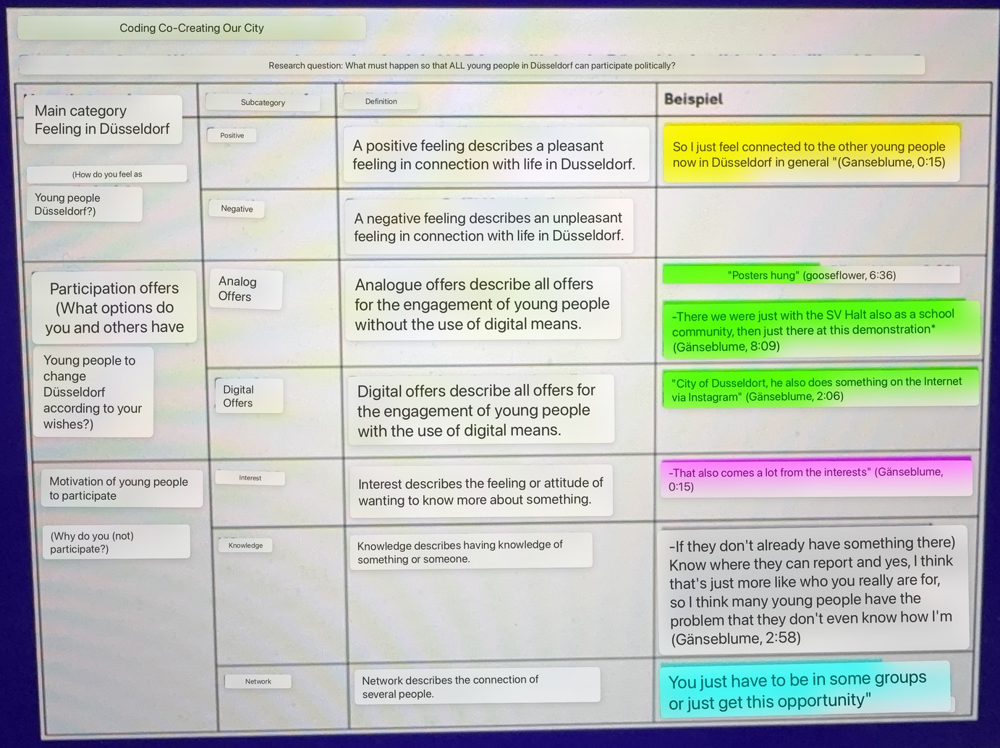 Coding Co-Creating Our City
Research question: What must happen so that ALL young people in Düsseldorf can participate politically?
Main category
Feeling in Düsseldorf
Subcategory
Definition
Beispiel
(How do you feel as
Young people
Düsseldorf?)
Positive
A positive feeling describes a pleasant
feeling in connection with life in Dusseldorf.
So I just feel connected to the other young people
now in Düsseldorf in general "(Ganseblume, 0:15)
Negative
A negative feeling describes an unpleasant
feeling in connection with life in Düsseldorf.
Participation offers
(What options do
you and others have
Young people to
change
Düsseldorf
according to your
wishes?)
Analog
Offers
Analogue offers describe all offers
for the engagement of young people
without the use of digital means.
"Posters hung" (gooseflower, 6:36)
-There we were just with the SV Halt also as a school
community, then just there at this demonstration*
(Gänseblume, 8:09)
Digital
Offers
Digital offers describe all offers for
the engagement of young people
with the use of digital means.
"City of Dusseldort, he also does something on the Internet
via Instagram" (Gänseblume, 2:06)
Motivation of young people
to participate
(Why do you (not)
participate?)
Interest
Interest describes the feeling or attitude of
wanting to know more about something.
-That also comes a lot from the interests" (Gänseblume,
0:15)
Knowledge
Knowledge describes having knowledge of
something or someone.
-If they don't already have something there)
Know where they can report and yes, I think
that's just more like who you really are for,
so I think many young people have the
problem that they don't even know how I'm
(Gänseblume, 2:58)
Network
Network describes the connection of
several people.
You just have to be in some groups
or just get this opportunity"